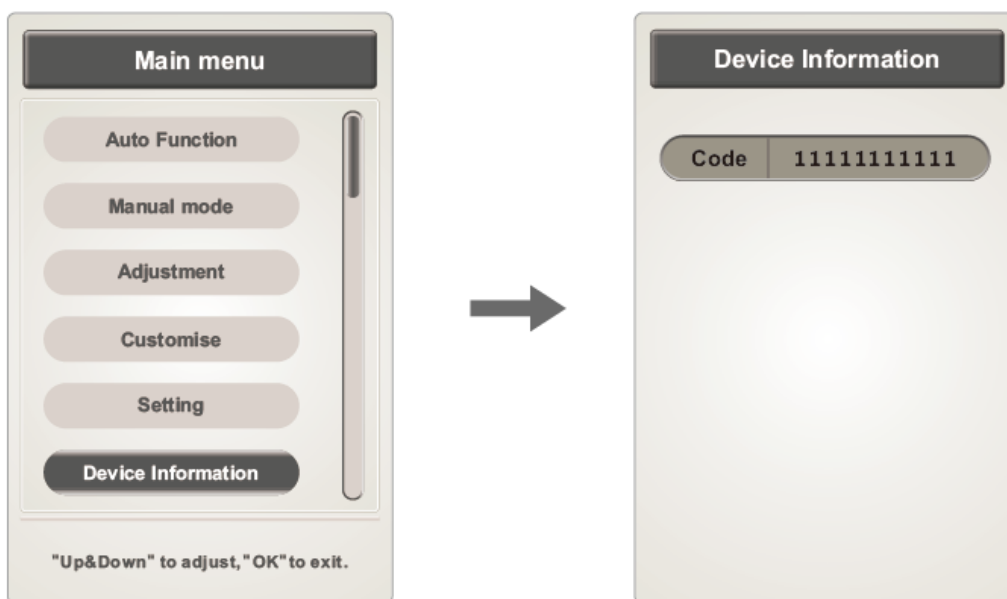 Main menu
Auto Function
Manual mode
Adjustment
Customise
Setting
Device Information
"Up&Down" to adjust,"OK"to exit.
Device Information
Code 11111111111